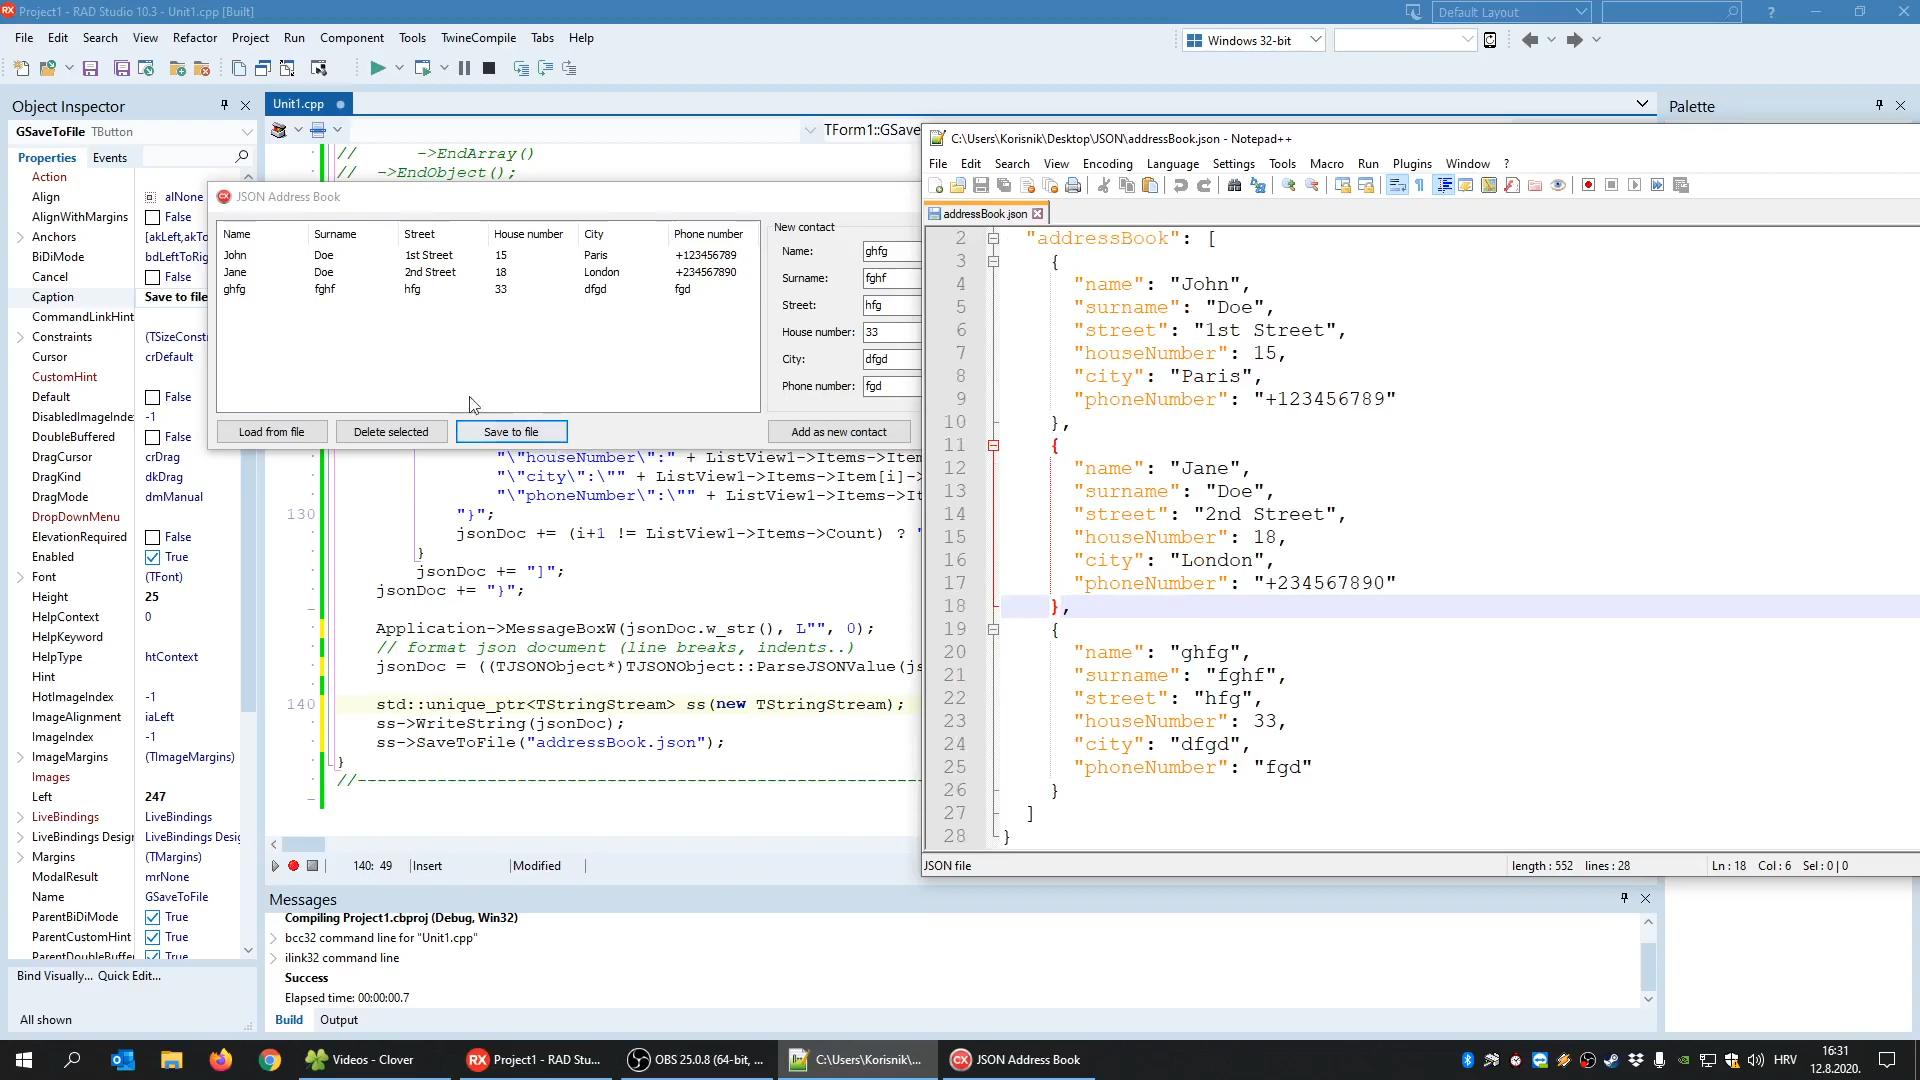 Project1 - RAD Studio 10.3 - Unit1.cpp [Built]
Default Layout
File Edit Search View Refactor Project Run Component Tools TwineCompile Tabs Help
Windows 32-bit
Object Inspector
GSaveToFile TButton
Properties Events
Action
Align alNone
AlignWithMargins False
Anchors [akLeft,akTo
BiDiMode bdLeftToRig
Cancel False
Caption Save to file
CommandLinkHint
Constraints (TSizeConstr
Cursor crDefault
CustomHint
Default False
DisabledImageInde -1
DoubleBuffered False
DragCursor crDrag
DragKind dkDrag
DragMode dmManual
DropDownMenu
ElevationRequired False
Enabled True
Font (TFont)
Height 25
HelpContext 0
HelpKeyword
HelpType htContext
Hint
HotImageIndex -1
ImageAlignment iaLeft
ImageIndex -1
ImageMargins (TImageMargins)
Images
Left 247
LiveBindings LiveBindings
LiveBindings Design LiveBindings Desig
Margins (TMargins)
ModalResult mrNone
Name GSaveToFile
ParentBiDiMode True
ParentCustomHint True
ParentDoubleBuffer True
Bind Visually... Quick Edit...
All shown
Unit1.cpp
TForm1::GSave
// ->EndArray()
// ->EndObject();
JSON Address Book
Name Surname Street House number City Phone number
John Doe 1st Street 15 Paris +123456789
Jane Doe 2nd Street 18 London +234567890
ghfg fghf hfg 33 dfgd fgd
New contact
Name: ghfg
Surname: fghf
Street: hfg
House number: 33
City: dfgd
Phone number: fgd
Load from file Delete selected Save to file Add as new contact
"\"houseNumber\":" + ListView1->Items->Item
"\"city\":\"" + ListView1->Items->Item[i]->
"\"phoneNumber\":\"" + ListView1->Items->It
130 "}";
jsonDoc += (i+1 != ListView1->Items->Count) ? "
}
jsonDoc += "]";
jsonDoc += "}";
Application->MessageBoxW(jsonDoc.w_str(), L"", 0);
// format json document (line breaks, indents..)
jsonDoc = ((TJSONObject*)TJSONObject::ParseJSONValue(js
140 std::unique_ptr<TStringStream> ss(new TStringStream);
ss->WriteString(jsonDoc);
ss->SaveToFile("addressBook.json");
}
//---------------------------------------------------------
140: 49 Insert Modified
Messages
Compiling Project1.cbproj (Debug, Win32)
bcc32 command line for "Unit1.cpp"
ilink32 command line
Success
Elapsed time: 00:00:00.7
Build Output
Palette
C:\Users\Korisnik\Desktop\JSON\addressBook.json - Notepad++
File Edit Search View Encoding Language Settings Tools Macro Run Plugins Window ?
addressBook.json
2 "addressBook": [
3 {
4 "name": "John",
5 "surname": "Doe",
6 "street": "1st Street",
7 "houseNumber": 15,
8 "city": "Paris",
9 "phoneNumber": "+123456789"
10 },
11 {
12 "name": "Jane",
13 "surname": "Doe",
14 "street": "2nd Street",
15 "houseNumber": 18,
16 "city": "London",
17 "phoneNumber": "+234567890"
18 },
19 {
20 "name": "ghfg",
21 "surname": "fghf",
22 "street": "hfg",
23 "houseNumber": 33,
24 "city": "dfgd",
25 "phoneNumber": "fgd"
26 }
27 ]
28 }
JSON file length : 552 lines : 28 Ln : 18 Col : 6 Sel : 0 | 0
Videos - Clover
Project1 - RAD Stu...
OBS 25.0.8 (64-bit, ...
C:\Users\Korisnik\...
JSON Address Book
HRV
16:31
12.8.2020.